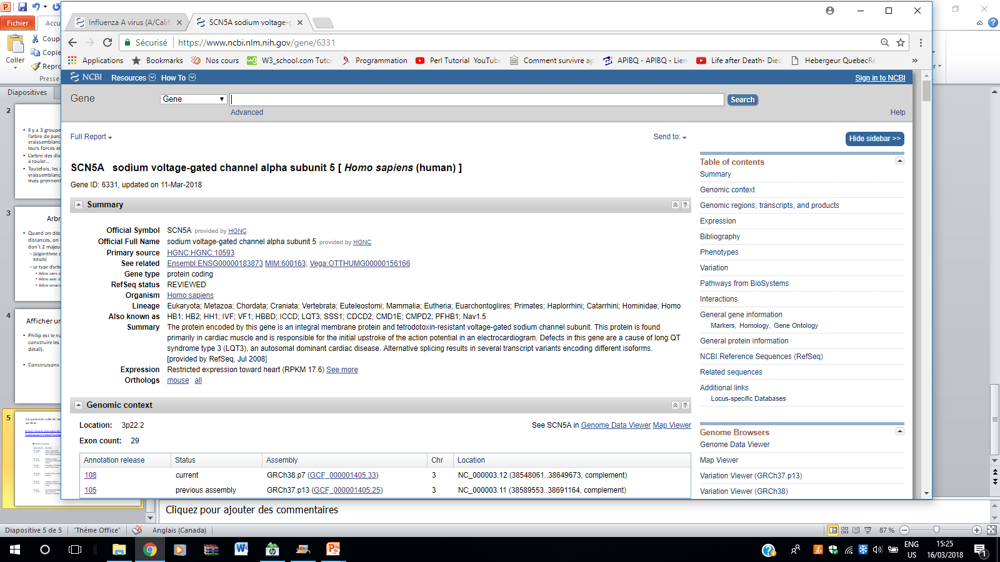 Fichier
Accu
Coller
Coup
Copie
Repro
Presse-
Influenza A virus (A/Calif
SCN5A sodium voltage-g
Sécurisé
https://www.ncbi.nlm.nih.gov/gene/6331
Applications
Bookmarks
Nos cours
W3_school.com Tutor
Programmation
Perl Tutorial YouTube
Comment survivre ap
APIBQ - APIBQ - Lien
Life after Death- Died
Hebergeur QuebecRé
»
NCBI Resources How To
Sign in to NCBI
Gene
Gene
Search
Advanced
Help
Full Report
Send to:
Hide sidebar >>
SCN5A sodium voltage-gated channel alpha subunit 5 [ Homo sapiens (human) ]
Gene ID: 6331, updated on 11-Mar-2018
Summary
Official Symbol SCN5A provided by HGNC
Official Full Name sodium voltage-gated channel alpha subunit 5 provided by HGNC
Primary source HGNC:HGNC:10593
See related Ensembl:ENSG00000183873 MIM:600163; Vega:OTTHUMG00000156166
Gene type protein coding
RefSeq status REVIEWED
Organism Homo sapiens
Lineage Eukaryota; Metazoa; Chordata; Craniata; Vertebrata; Euteleostomi; Mammalia; Eutheria; Euarchontoglires; Primates; Haplorrhini; Catarrhini; Hominidae; Homo
Also known as HB1; HB2; HH1; IVF; VF1; HBBD; ICCD; LQT3; SSS1; CDCD2; CMD1E; CMPD2; PFHB1; Nav1.5
Summary The protein encoded by this gene is an integral membrane protein and tetrodotoxin-resistant voltage-gated sodium channel subunit. This protein is found
primarily in cardiac muscle and is responsible for the initial upstroke of the action potential in an electrocardiogram. Defects in this gene are a cause of long QT
syndrome type 3 (LQT3), an autosomal dominant cardiac disease. Alternative splicing results in several transcript variants encoding different isoforms.
[provided by RefSeq, Jul 2008]
Expression Restricted expression toward heart (RPKM 17.6) See more
Orthologs mouse all
Genomic context
Location: 3p22.2
See SCN5A in Genome Data Viewer Map Viewer
Exon count: 29
Annotation release Status Assembly Chr Location
108 current GRCh38.p7 (GCF_000001405.33) 3 NC_000003.12 (38548061..38649673, complement)
105 previous assembly GRCh37.p13 (GCF_000001405.25) 3 NC_000003.11 (38589553..38691164, complement)
Table of contents
Summary
Genomic context
Genomic regions, transcripts, and products
Expression
Bibliography
Phenotypes
Variation
Pathways from BioSystems
Interactions
General gene information
Markers, Homology, Gene Ontology
General protein information
NCBI Reference Sequences (RefSeq)
Related sequences
Additional links
Locus-specific Databases
Genome Browsers
Genome Data Viewer
Map Viewer
Variation Viewer (GRCh37.p13)
Variation Viewer (GRCh38)
Diapositives
2
• Il y a 3 groupe
l'arbre de parc
vraissemblanc
leurs forces et
• L'arbre des dis
à rouler...
• Toutefois, les a
vraissemblanc
mais prennent
3
Arbr
• Quand on déc
distances, on
don't 2 majeu
– L'algorithme d
Kitsch)
– Le type d'arbr
• Arbre sans d
• Arbre avec d
• Arbre enraci
4
Afficher ur
• Philip est le no
construire les
détail).
• Construisons
5
Cliquez pour ajouter des commentaires
Diapositive 5 de 5
"Thème Office"
Anglais (Canada)
87 %
ENG
US
15:25
16/03/2018
1